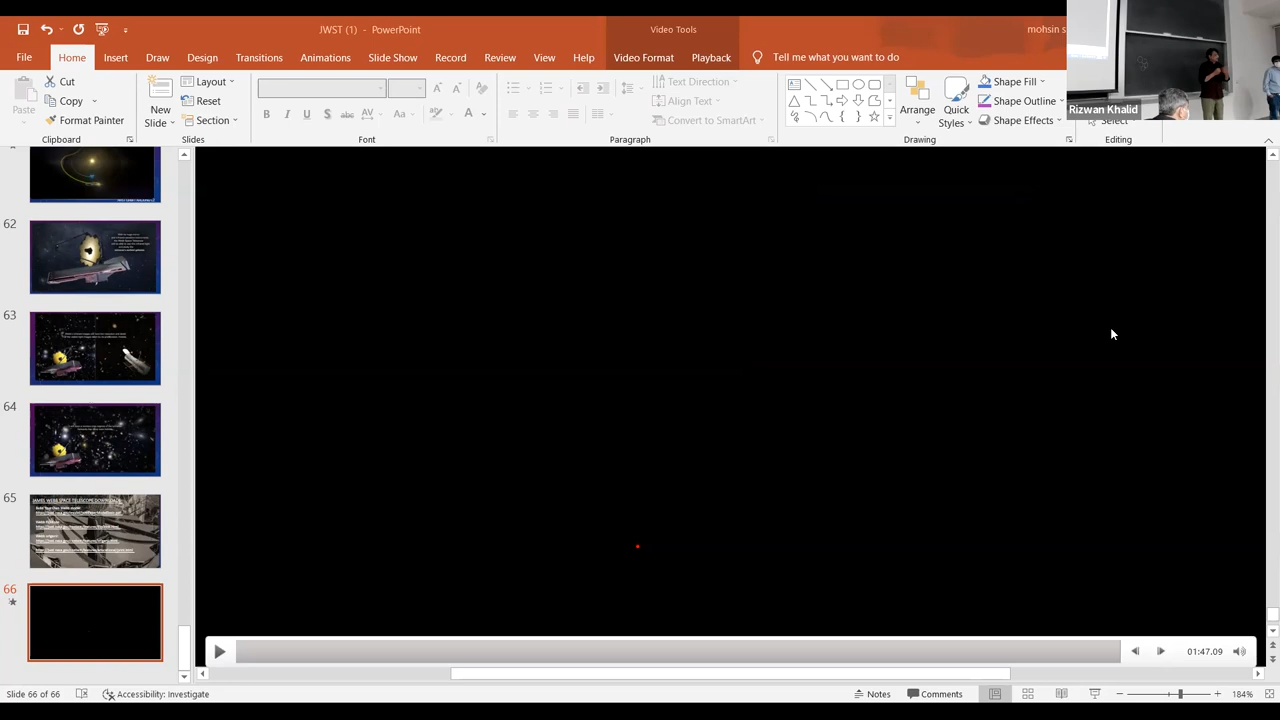 JWST (1) - PowerPoint
Video Tools
mohsin s
File Home Insert Draw Design Transitions Animations Slide Show Record Review View Help Video Format Playback Tell me what you want to do
Paste
Cut
Copy
Format Painter
Clipboard
New
Slide
Layout
Reset
Section
Slides
Font
Text Direction
Align Text
Convert to SmartArt
Paragraph
Arrange
Quick
Styles
Shape Fill
Shape Outline
Shape Effects
Drawing
Select
Editing
Rizwan Khalid
62
63
64
65
JAMES WEBB SPACE TELESCOPE
66
01:47.09
Slide 66 of 66 Accessibility: Investigate Notes Comments 184%